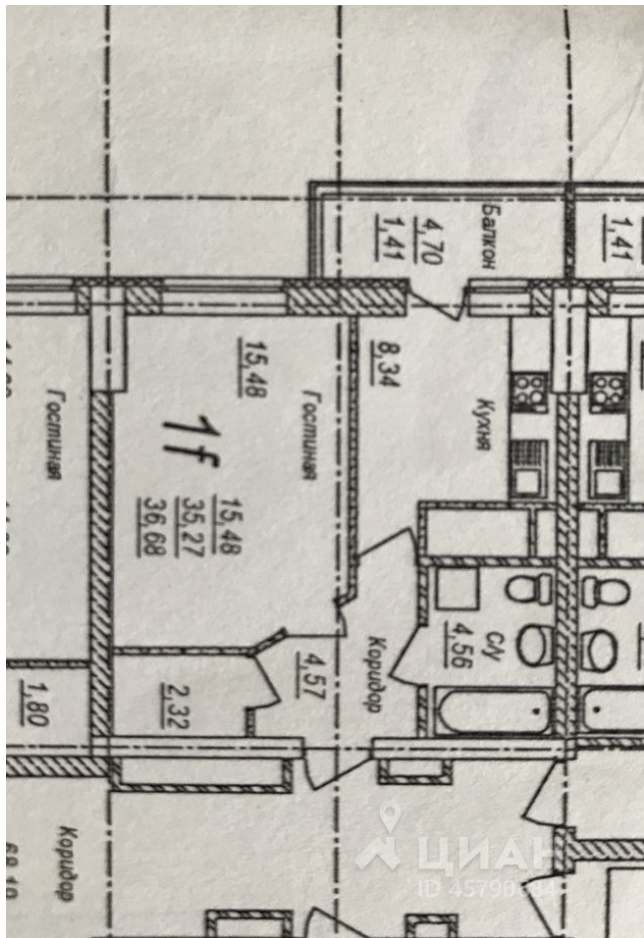 Балкон
4,70
1,41
1,41
15,48
Гостиная
8,34
Кухня
Гостиная
1f
15,48
35,27
36,68
С/у
4,56
Коридор
4,57
2,32
1,80
Коридор
ЦИАН